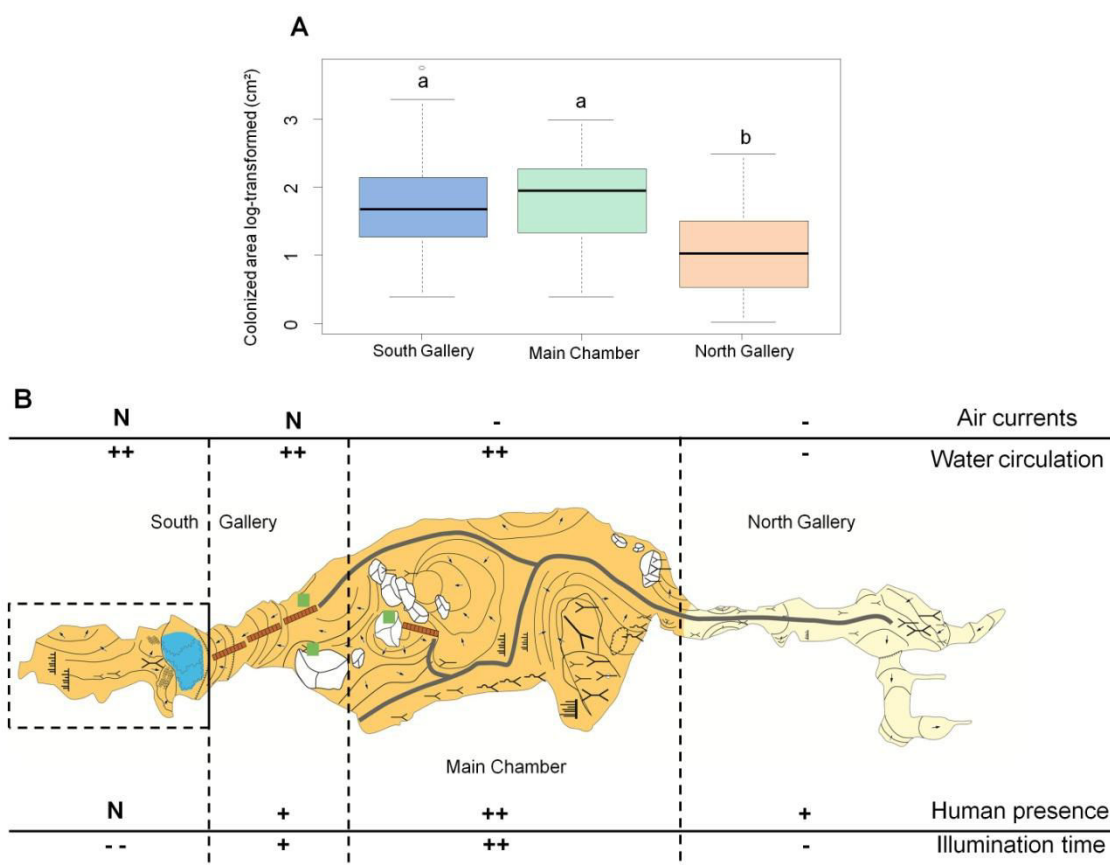 A
Colonized area log-transformed (cm²)
3
2
1
0
a
a
b
South Gallery
Main Chamber
North Gallery
B
N N - - Air currents
++ ++ ++ - Water circulation
South Gallery
North Gallery
Main Chamber
N + ++ + Human presence
-- + ++ - Illumination time